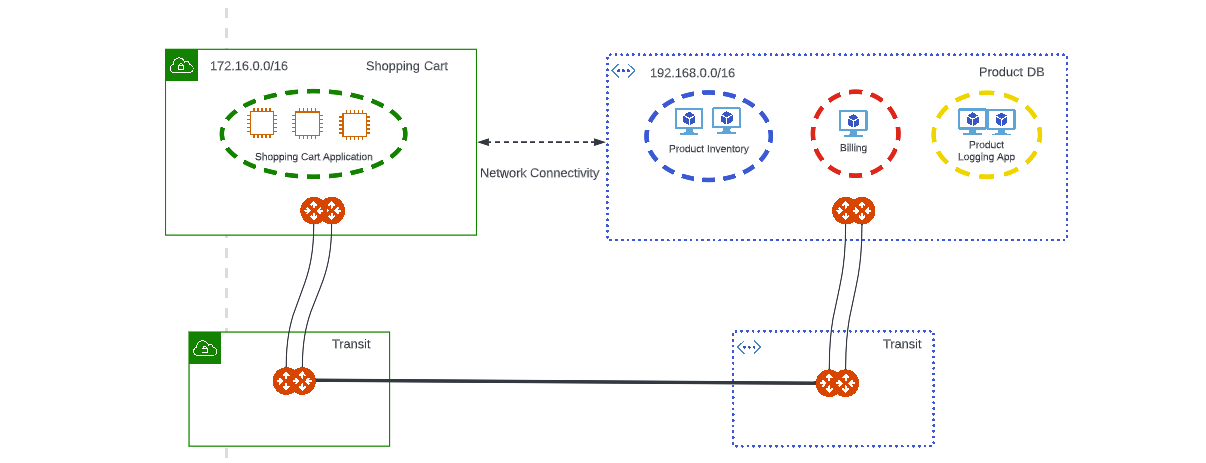 172.16.0.0/16
Shopping Cart
Shopping Cart Application
Network Connectivity
192.168.0.0/16
Product DB
Product Inventory
Billing
Product
Logging App
Transit
Transit